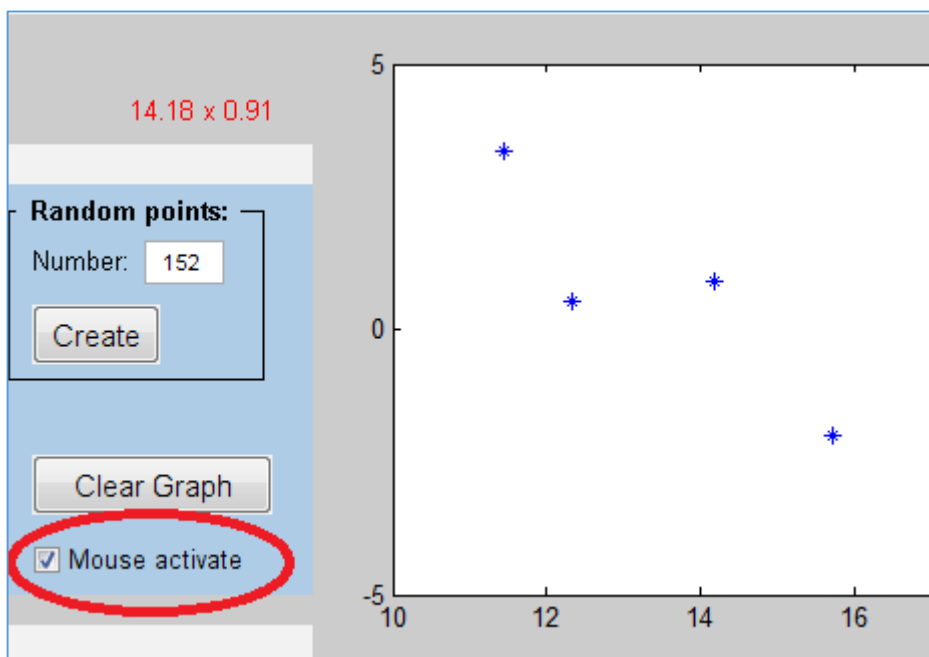 14.18 x 0.91
Random points:
Number: 152
Create
Clear Graph
Mouse activate
5
0
-5
10 12 14 16